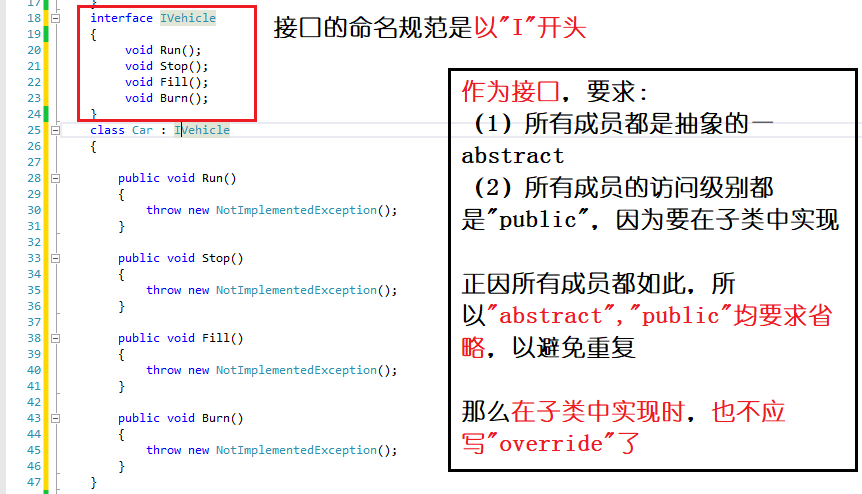 17 }
18 interface IVehicle
接口的命名规范是以"I"开头
19 {
20 void Run();
21 void Stop();
22 void Fill();
23 void Burn();
24 }
25 class Car : IVehicle
26 {
27
28 public void Run()
29 {
30 throw new NotImplementedException();
31 }
32
33 public void Stop()
34 {
35 throw new NotImplementedException();
36 }
37
38 public void Fill()
39 {
40 throw new NotImplementedException();
41 }
42
43 public void Burn()
44 {
45 throw new NotImplementedException();
46 }
47 }
作为接口，要求:
（1）所有成员都是抽象的—
abstract
（2）所有成员的访问级别都
是"public"，因为要在子类中实现
正因所有成员都如此，所
以"abstract","public"均要求省
略，以避免重复
那么在子类中实现时，也不应
写"override"了